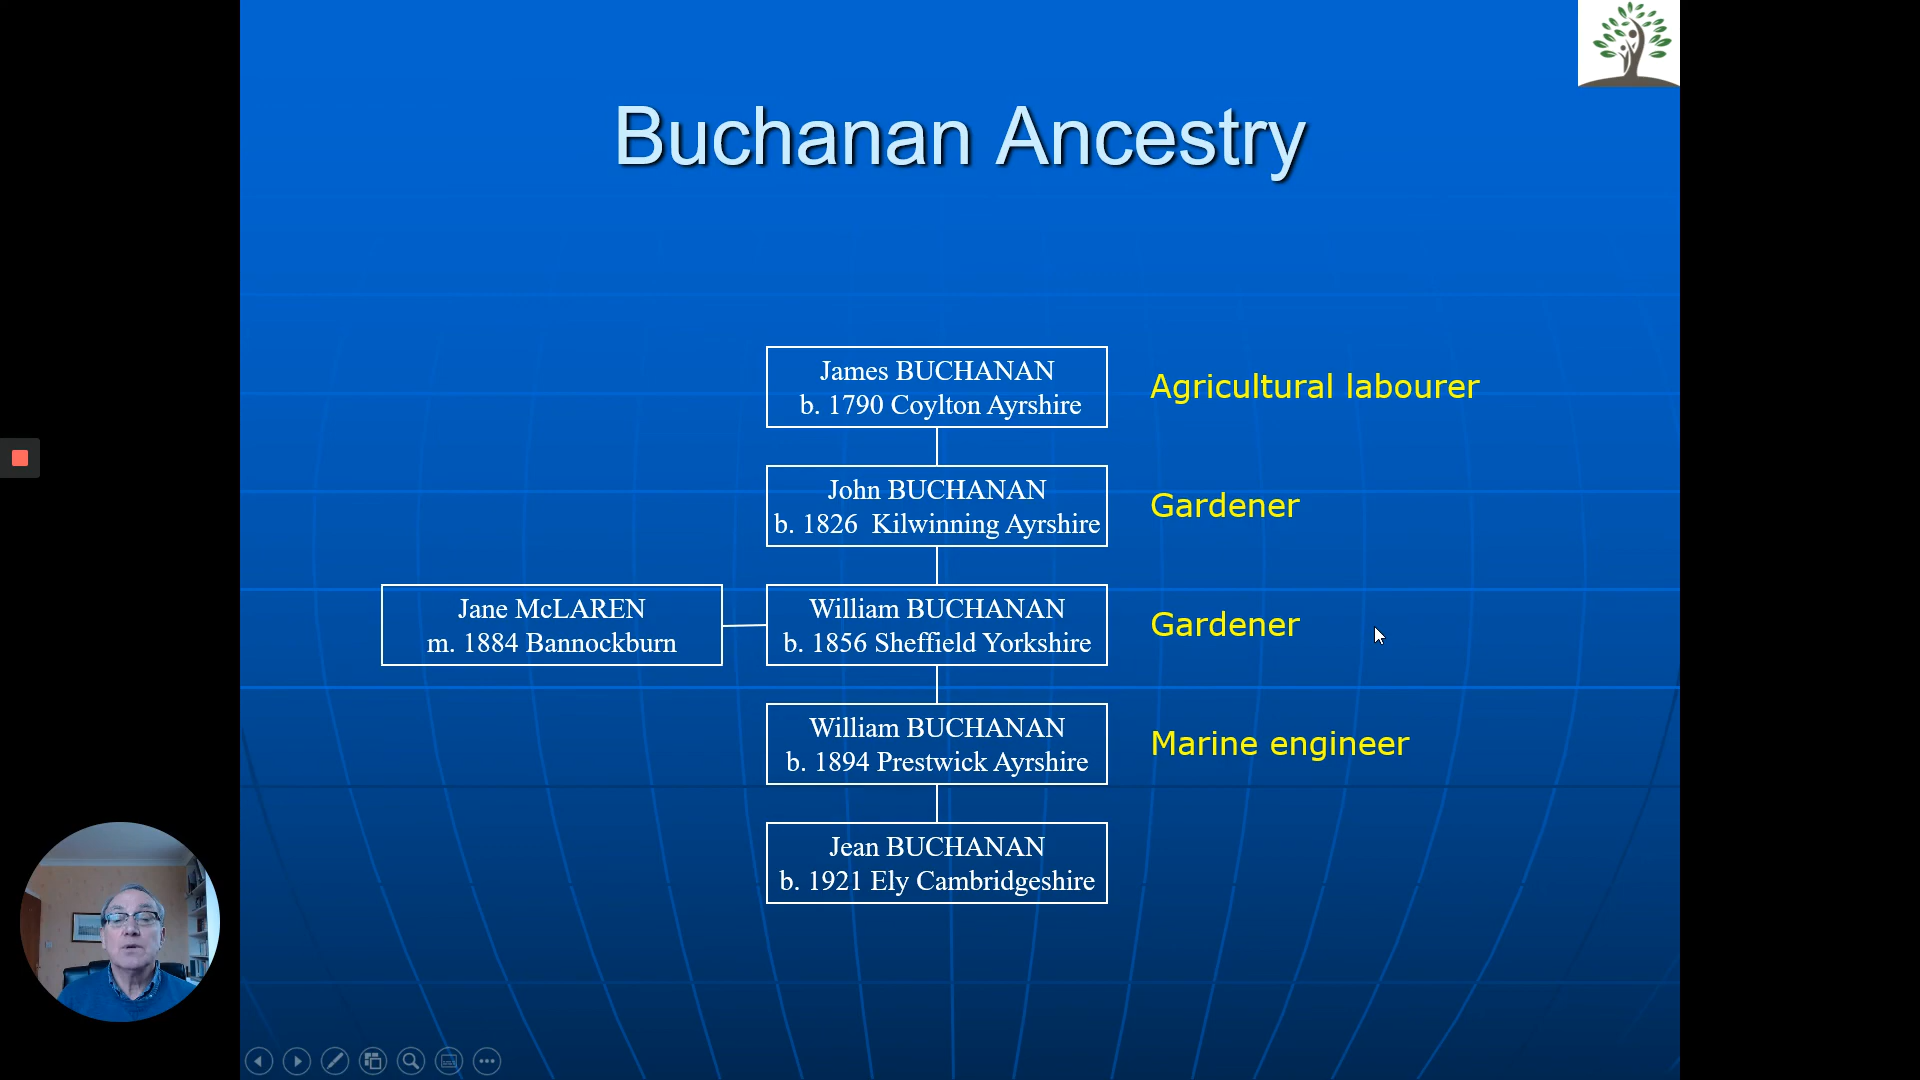 Buchanan Ancestry
James BUCHANAN
b. 1790 Coylton Ayrshire
Agricultural labourer
John BUCHANAN
b. 1826 Kilwinning Ayrshire
Gardener
Jane McLAREN
m. 1884 Bannockburn
William BUCHANAN
b. 1856 Sheffield Yorkshire
Gardener
William BUCHANAN
b. 1894 Prestwick Ayrshire
Marine engineer
Jean BUCHANAN
b. 1921 Ely Cambridgeshire